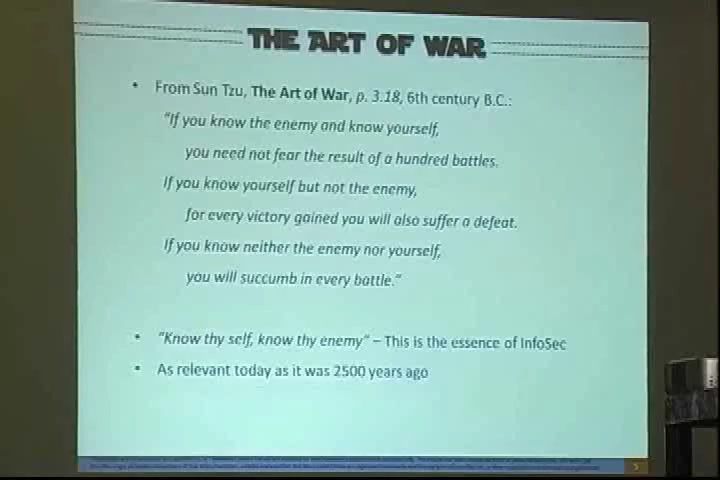 THE ART OF WAR
• From Sun Tzu, The Art of War, p. 3.18, 6th century B.C.:
"If you know the enemy and know yourself,
you need not fear the result of a hundred battles.
If you know yourself but not the enemy,
for every victory gained you will also suffer a defeat.
If you know neither the enemy nor yourself,
you will succumb in every battle."
• "Know thy self, know thy enemy" – This is the essence of InfoSec
• As relevant today as it was 2500 years ago